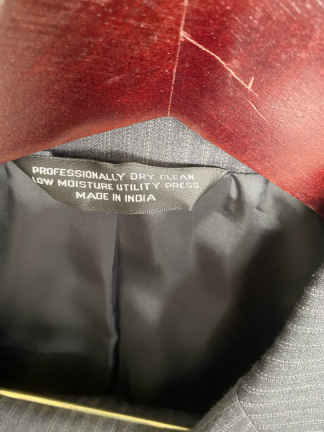 PROFESSIONALLY DRY CLEAN
LOW MOISTURE UTILITY PRESS
MADE IN INDIA